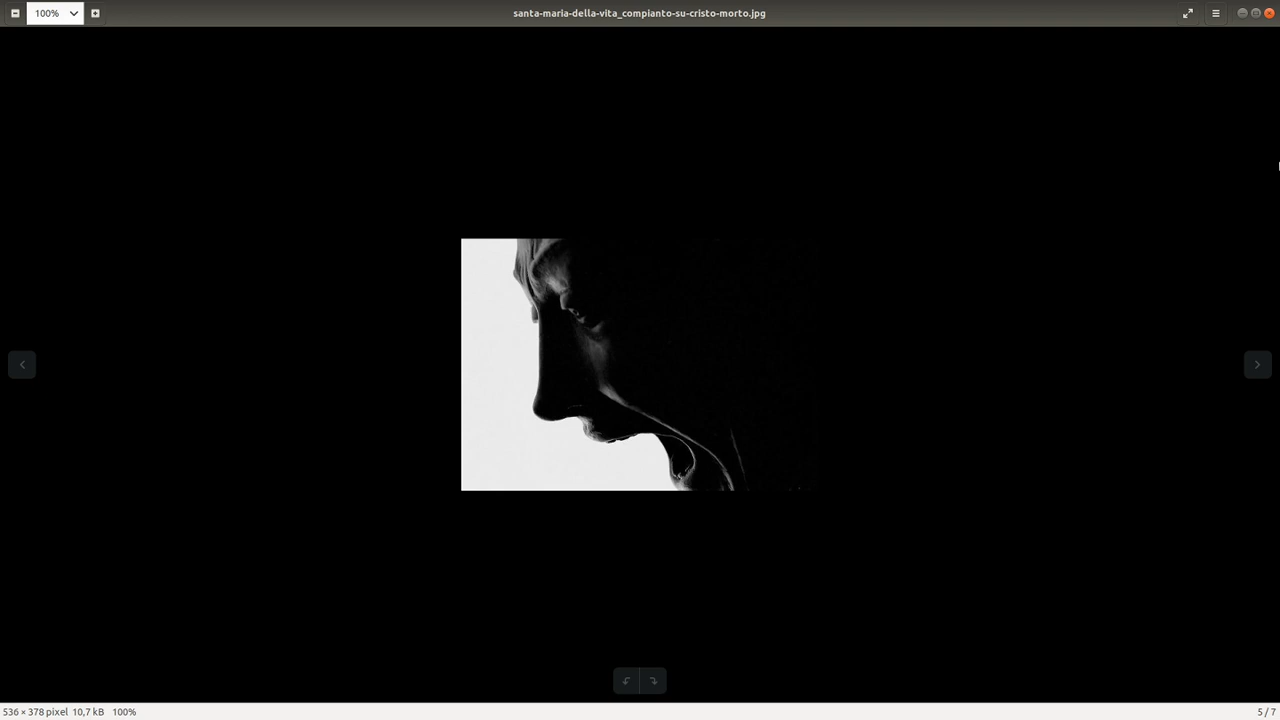 100%
santa-maria-della-vita_compianto-su-cristo-morto.jpg
536 × 378 pixel 10,7 kB 100%
5 / 7